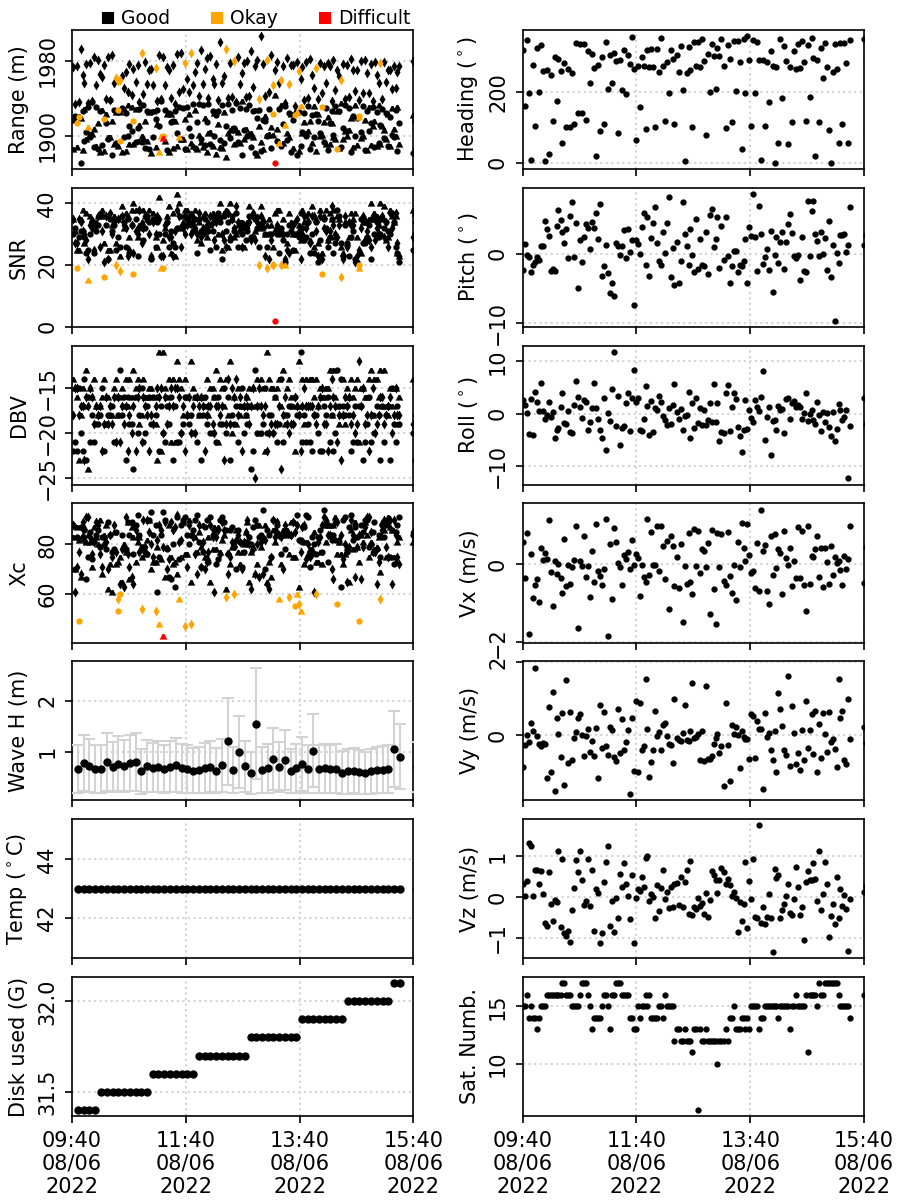 Good Okay Difficult
Range (m)
1980
1900
Heading (°)
200
0
SNR
40
20
0
Pitch (°)
0
−10
DBV
−15
−20
−25
Roll (°)
10
0
−10
Xc
80
60
Vx (m/s)
0
−2
Wave H (m)
2
1
Vy (m/s)
2
0
Temp (°C)
44
42
Vz (m/s)
1
0
−1
Disk used (G)
32.0
31.5
Sat. Numb.
15
10
09:40 11:40 13:40 15:40
08/06 08/06 08/06 08/06
2022 2022 2022 2022
09:40 11:40 13:40 15:40
08/06 08/06 08/06 08/06
2022 2022 2022 2022